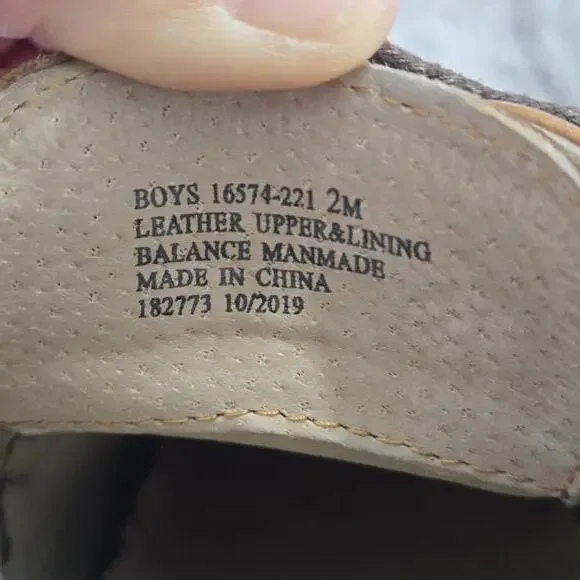 BOYS 16574-221 2M
LEATHER UPPER&LINING
BALANCE MANMADE
MADE IN CHINA
182773 10/2019